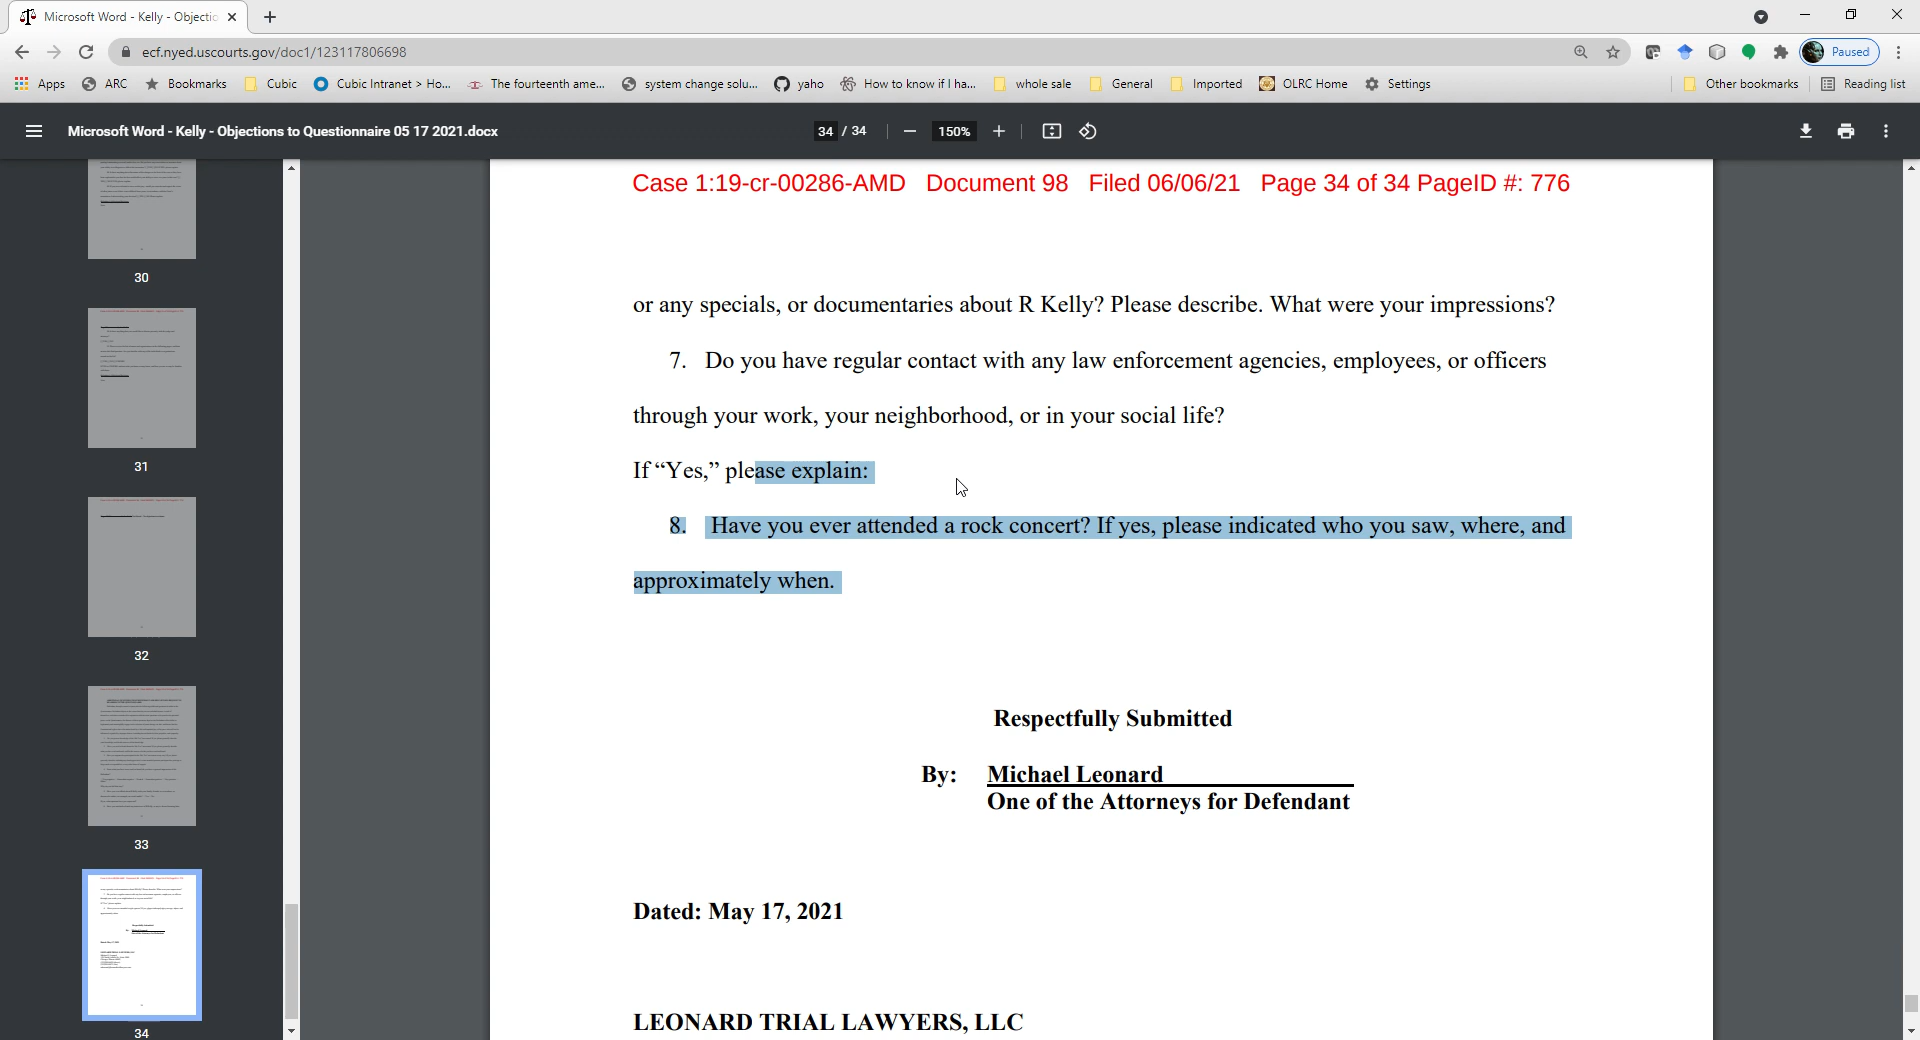 Microsoft Word - Kelly - Objectio
ecf.nyed.uscourts.gov/doc1/123117806698
Paused
Apps ARC Bookmarks Cubic Cubic Intranet > Ho... The fourteenth ame... system change solu... yaho How to know if I ha... whole sale General Imported OLRC Home Settings Other bookmarks Reading list
Microsoft Word - Kelly - Objections to Questionnaire 05 17 2021.docx
34 / 34
150%
30
31
32
33
34
Case 1:19-cr-00286-AMD Document 98 Filed 06/06/21 Page 34 of 34 PageID #: 776
or any specials, or documentaries about R Kelly? Please describe. What were your impressions?
7. Do you have regular contact with any law enforcement agencies, employees, or officers
through your work, your neighborhood, or in your social life?
If “Yes,” please explain:
8. Have you ever attended a rock concert? If yes, please indicated who you saw, where, and
approximately when.
Respectfully Submitted
By: Michael Leonard
One of the Attorneys for Defendant
Dated: May 17, 2021
LEONARD TRIAL LAWYERS, LLC